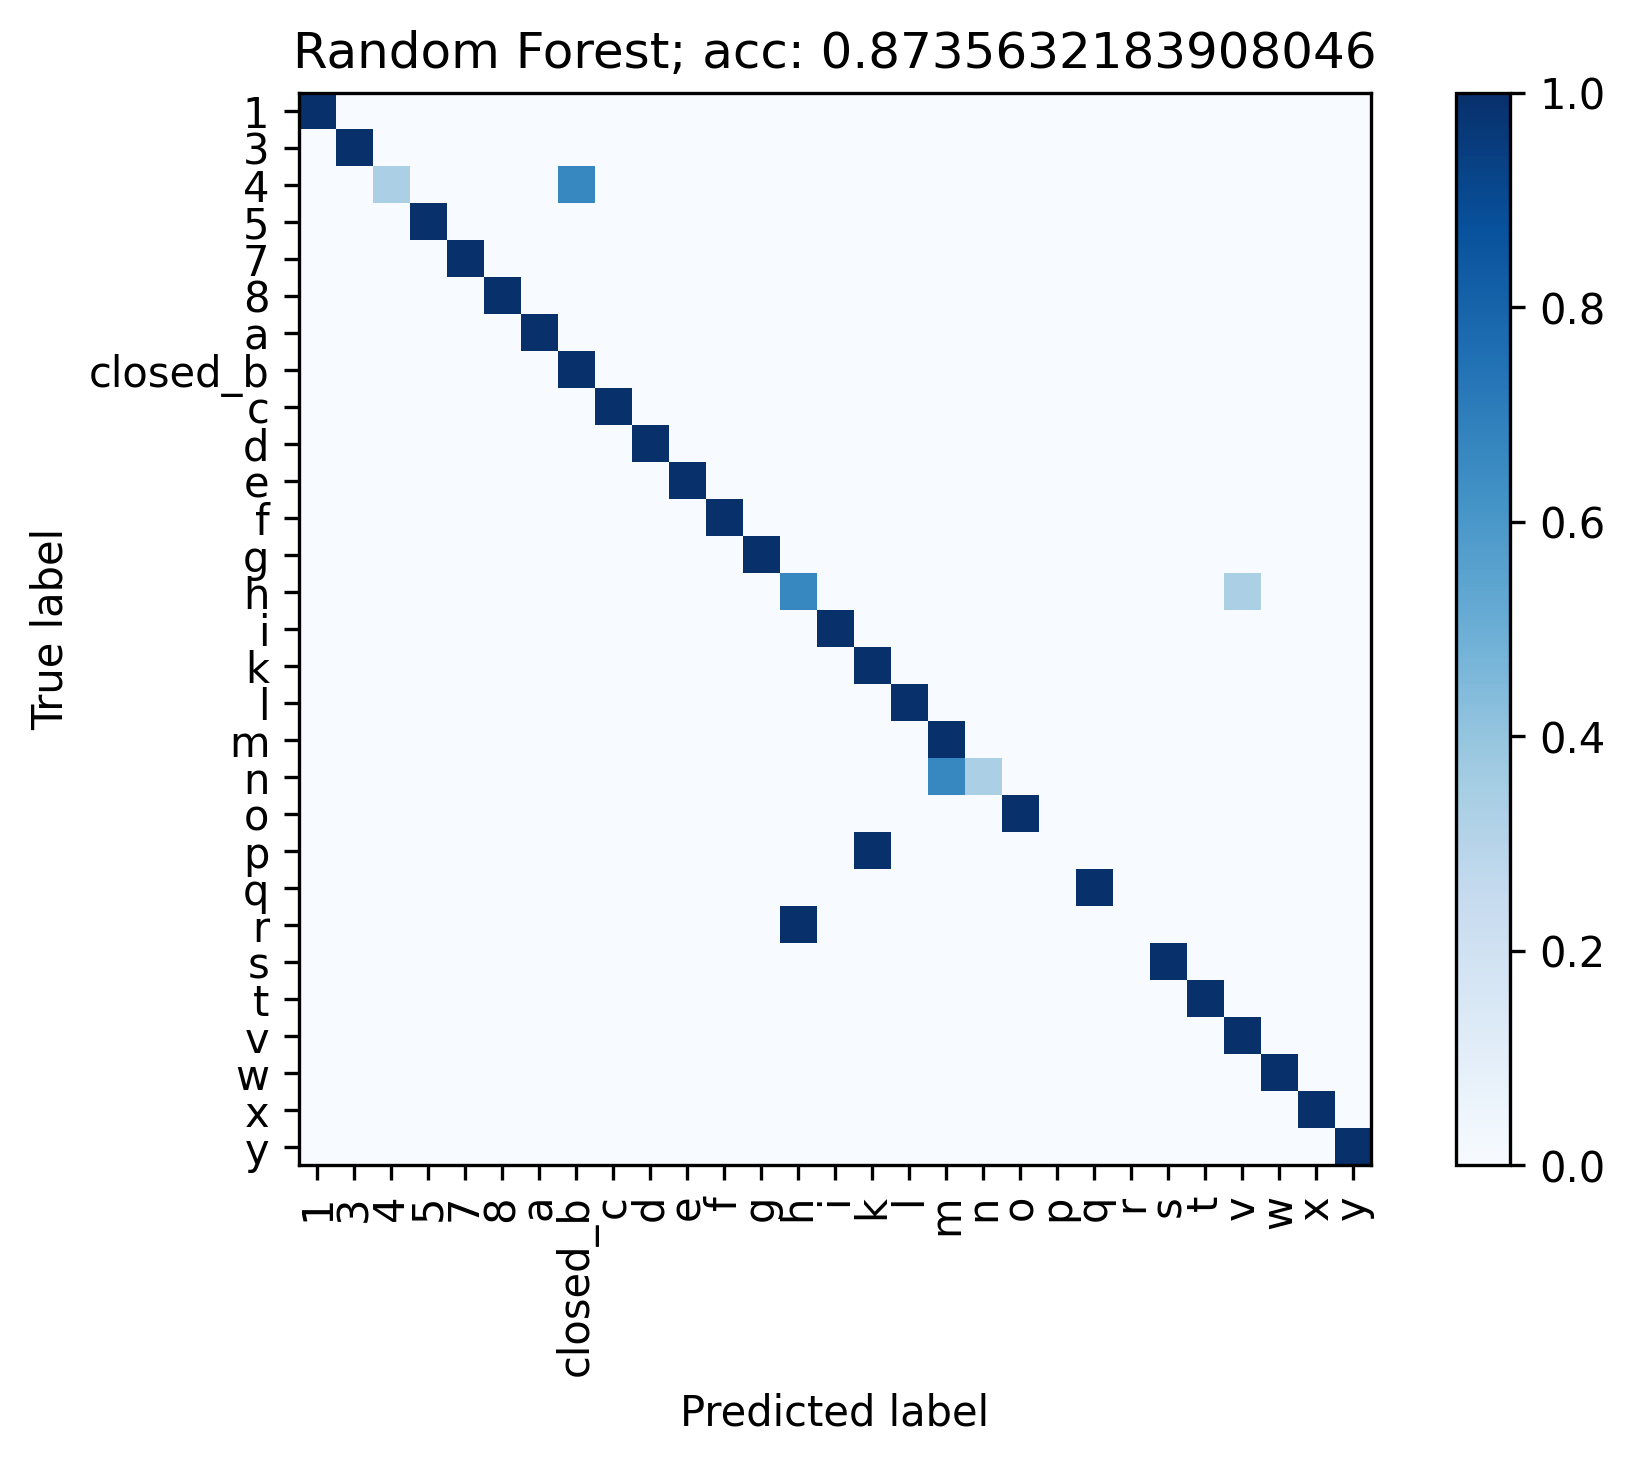 Random Forest; acc: 0.8735632183908046
1
3
4
5
7
8
a
closed_b
c
d
e
f
g
h
i
k
l
m
n
o
p
q
r
s
t
v
w
x
y
True label
1 3 4 5 7 8 a closed_b c d e f g h i k l m n o p q r s t v w x y
Predicted label
1.0
0.8
0.6
0.4
0.2
0.0